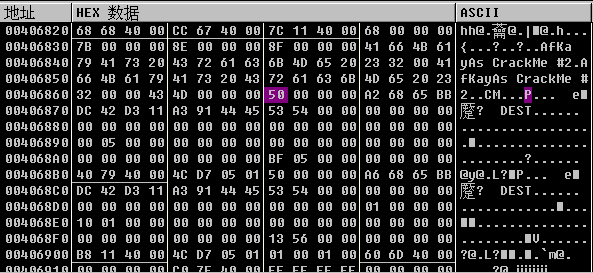 地址 HEX 数据 ASCII
00406820 68 68 40 00 CC 67 40 00 7C 11 40 00 68 00 00 00 hh@.蘥@.|■@.h...
00406830 7B 00 00 00 8E 00 00 00 8F 00 00 00 41 66 4B 61 {...?...?...AfKa
00406840 79 41 73 20 43 72 61 63 6B 4D 65 20 23 32 00 41 yAs CrackMe #2.A
00406850 66 4B 61 79 41 73 20 43 72 61 63 6B 4D 65 20 23 fKayAs CrackMe #
00406860 32 00 00 43 4D 00 00 00 50 00 00 00 A2 68 65 BB 2..CM...P...
00406870 DC 42 D3 11 A3 91 44 45 53 54 00 00 00 00 00 00 DEST......
00406880 00 00 00 00 00 00 00 00 00 00 00 00 00 00 00 00 ................
00406890 00 05 00 00 00 00 00 00 00 00 00 00 00 00 00 00 .■..............
004068A0 00 00 00 00 00 00 00 00 BF 05 00 00 00 00 00 00
004068B0 40 79 40 00 4C D7 05 01 50 00 00 00 A6 68 65 BB @y@.L?■■P...
004068C0 DC 42 D3 11 A3 91 44 45 53 54 00 00 00 00 00 00 DEST......
004068D0 00 00 00 00 00 00 00 00 00 00 00 00 01 00 00 00 ............■...
004068E0 10 01 00 00 00 00 00 00 00 00 00 00 00 00 00 00 ■■..............
004068F0 00 00 00 00 00 00 00 00 13 56 00 00 00 00 00 00 ........■V......
00406900 B8 11 40 00 4C D7 05 01 01 00 01 00 60 6D 40 00